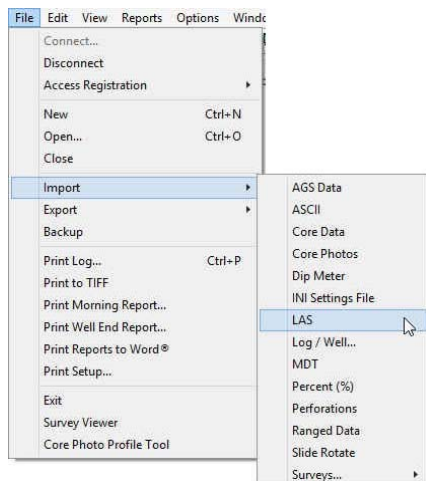 File Edit View Reports Options
Connect...
Disconnect
Access Registration
New Ctrl+N
Open... Ctrl+O
Close
Import
Export
Backup
Print Log... Ctrl+P
Print to TIFF
Print Morning Report...
Print Well End Report...
Print Reports to Word®
Print Setup...
Exit
Survey Viewer
Core Photo Profile Tool
AGS Data
ASCII
Core Data
Core Photos
Dip Meter
INI Settings File
LAS
Log / Well...
MDT
Percent (%)
Perforations
Ranged Data
Slide Rotate
Surveys...